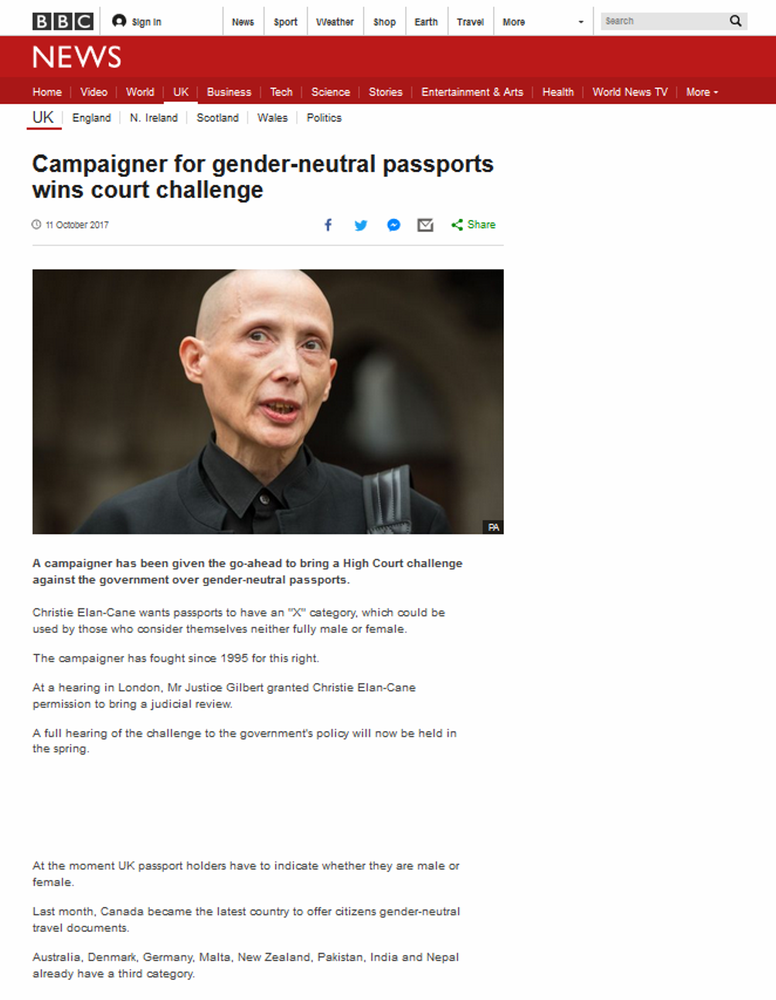 BBC Sign in News Sport Weather Shop Earth Travel More Search
NEWS
Home Video World UK Business Tech Science Stories Entertainment & Arts Health World News TV More
UK England N. Ireland Scotland Wales Politics
Campaigner for gender-neutral passports
wins court challenge
11 October 2017 Share
PA
A campaigner has been given the go-ahead to bring a High Court challenge
against the government over gender-neutral passports.
Christie Elan-Cane wants passports to have an "X" category, which could be
used by those who consider themselves neither fully male or female.
The campaigner has fought since 1995 for this right.
At a hearing in London, Mr Justice Gilbert granted Christie Elan-Cane
permission to bring a judicial review.
A full hearing of the challenge to the government's policy will now be held in
the spring.
At the moment UK passport holders have to indicate whether they are male or
female.
Last month, Canada became the latest country to offer citizens gender-neutral
travel documents.
Australia, Denmark, Germany, Malta, New Zealand, Pakistan, India and Nepal
already have a third category.